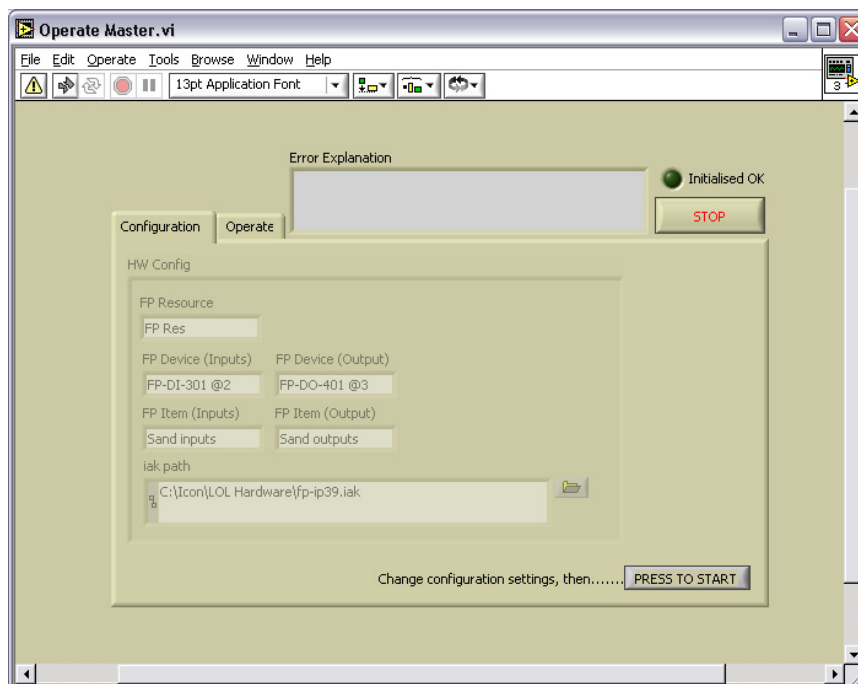 Operate Master.vi
File Edit Operate Tools Browse Window Help
13pt Application Font
3
Error Explanation
Initialised OK
STOP
Configuration Operate
HW Config
FP Resource
FP Res
FP Device (Inputs) FP Device (Output)
FP-DI-301 @2 FP-DO-401 @3
FP Item (Inputs) FP Item (Output)
Sand inputs Sand outputs
iak path
C:\Icon\LOL Hardware\fp-ip39.iak
Change configuration settings, then....... PRESS TO START